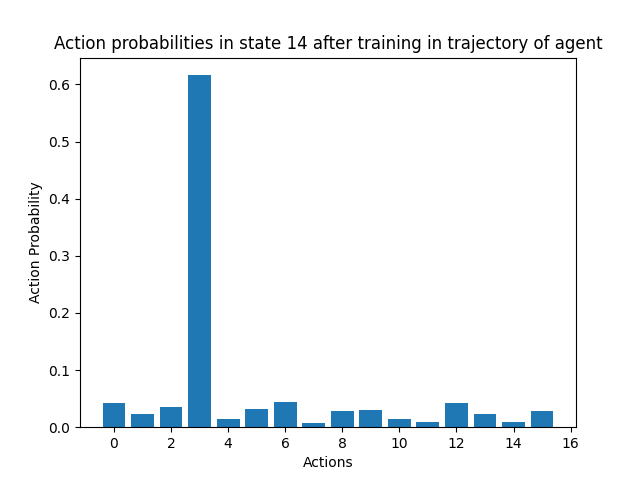 Action probabilities in state 14 after training in trajectory of agent
0.6
0.5
0.4
0.3
0.2
0.1
0.0
Action Probability
0 2 4 6 8 10 12 14 16
Actions